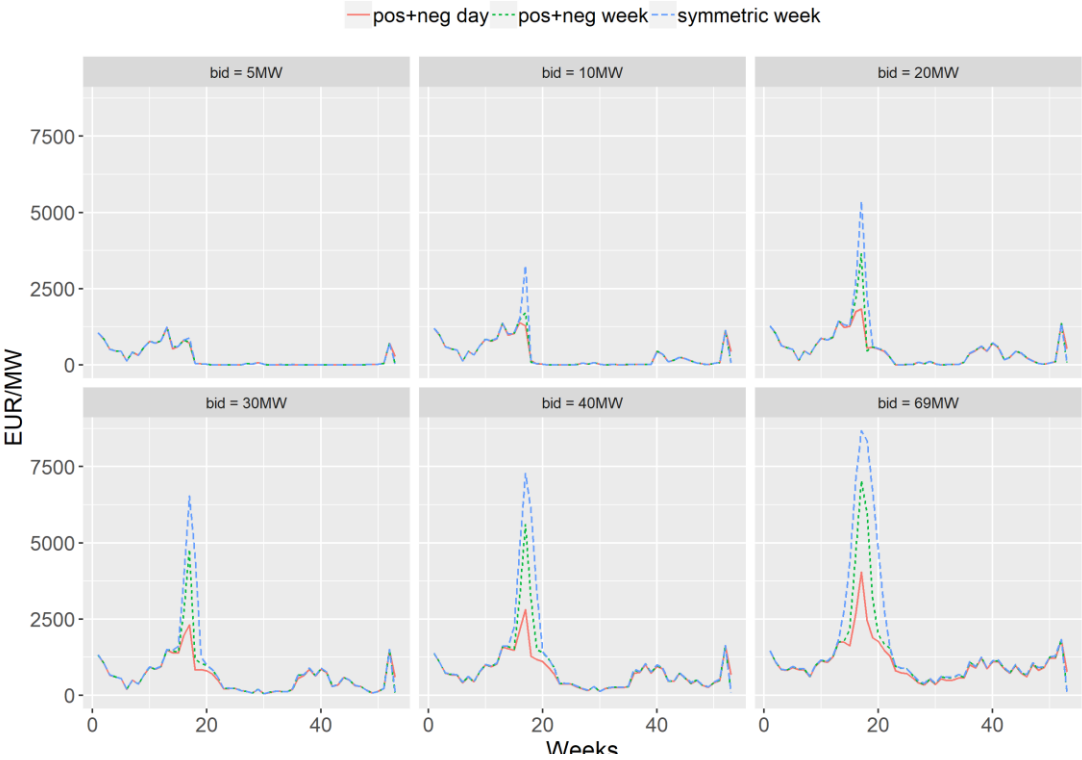 pos+neg day pos+neg week symmetric week
bid = 5MW bid = 10MW bid = 20MW
7500
5000
2500
0
EUR/MW
bid = 30MW bid = 40MW bid = 69MW
7500
5000
2500
0
0 20 40 0 20 40 0 20 40
Weeks